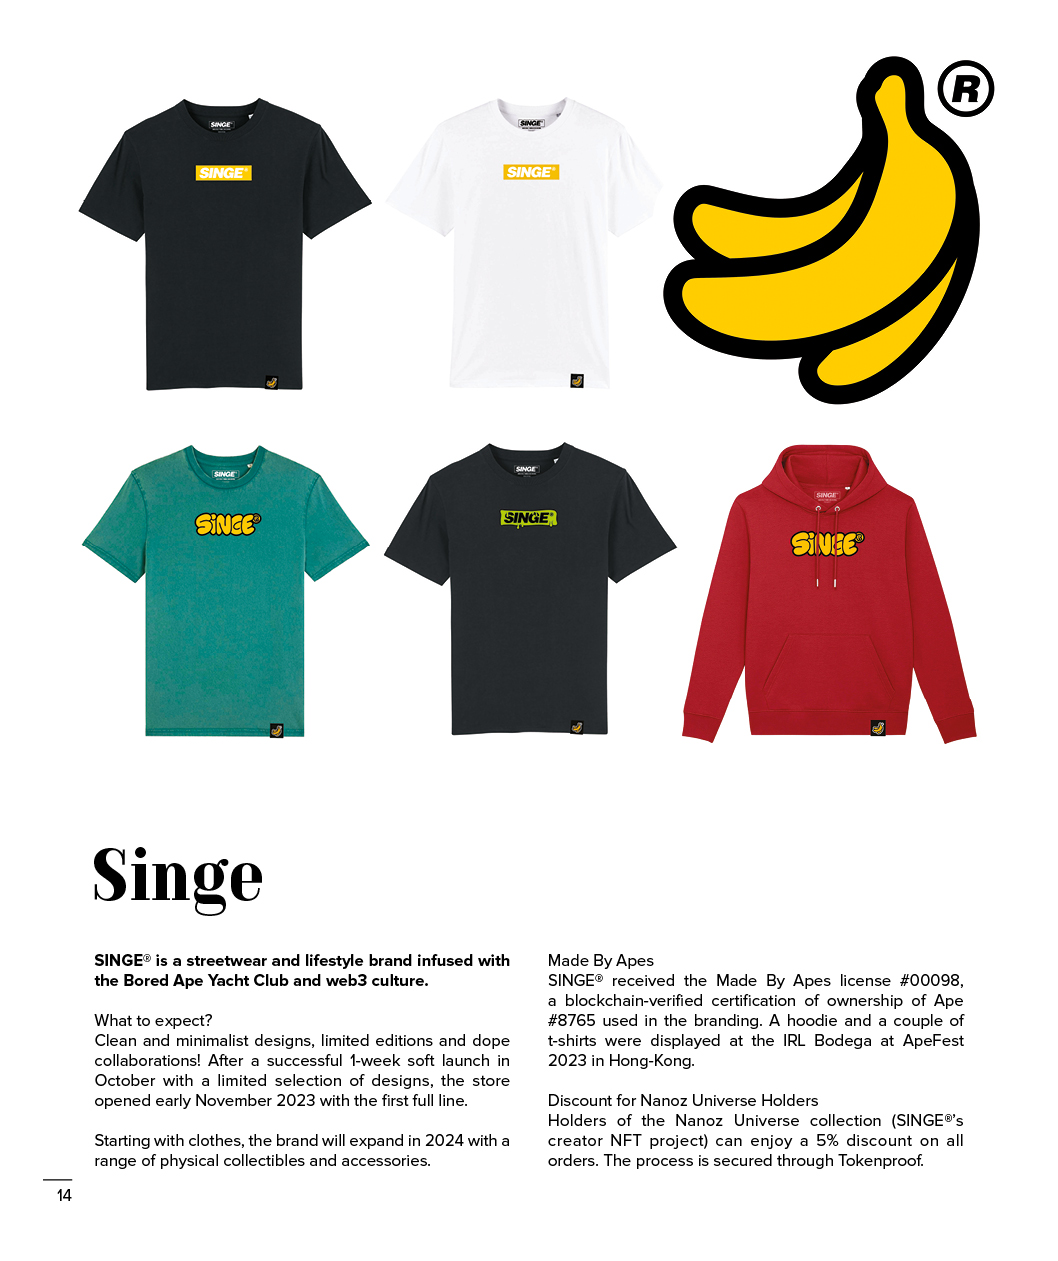 SINGE®
SINGE®
SINGE®
SINGE®
R
SINGE®
SiNGE®
SINGE®
SINGE®
SINGE®
SiNGE®
Singe
SINGE® is a streetwear and lifestyle brand infused with
the Bored Ape Yacht Club and web3 culture.
What to expect?
Clean and minimalist designs, limited editions and dope
collaborations! After a successful 1-week soft launch in
October with a limited selection of designs, the store
opened early November 2023 with the first full line.
Starting with clothes, the brand will expand in 2024 with a
range of physical collectibles and accessories.
Made By Apes
SINGE® received the Made By Apes license #00098,
a blockchain-verified certification of ownership of Ape
#8765 used in the branding. A hoodie and a couple of
t-shirts were displayed at the IRL Bodega at ApeFest
2023 in Hong-Kong.
Discount for Nanoz Universe Holders
Holders of the Nanoz Universe collection (SINGE®’s
creator NFT project) can enjoy a 5% discount on all
orders. The process is secured through Tokenproof.
14